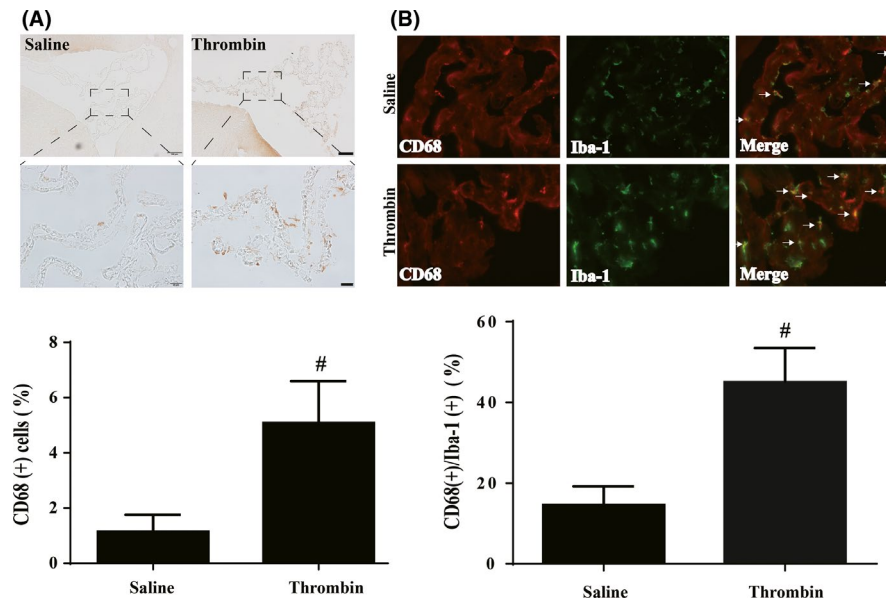 (A)
Saline
Thrombin
(B)
Saline
CD68
Iba-1
Merge
Thrombin
CD68
Iba-1
Merge
CD68 (+) cells ( %)
8
6
4
2
0
#
Saline
Thrombin
CD68(+)/Iba-1 (+) ( %)
60
40
20
0
#
Saline
Thrombin